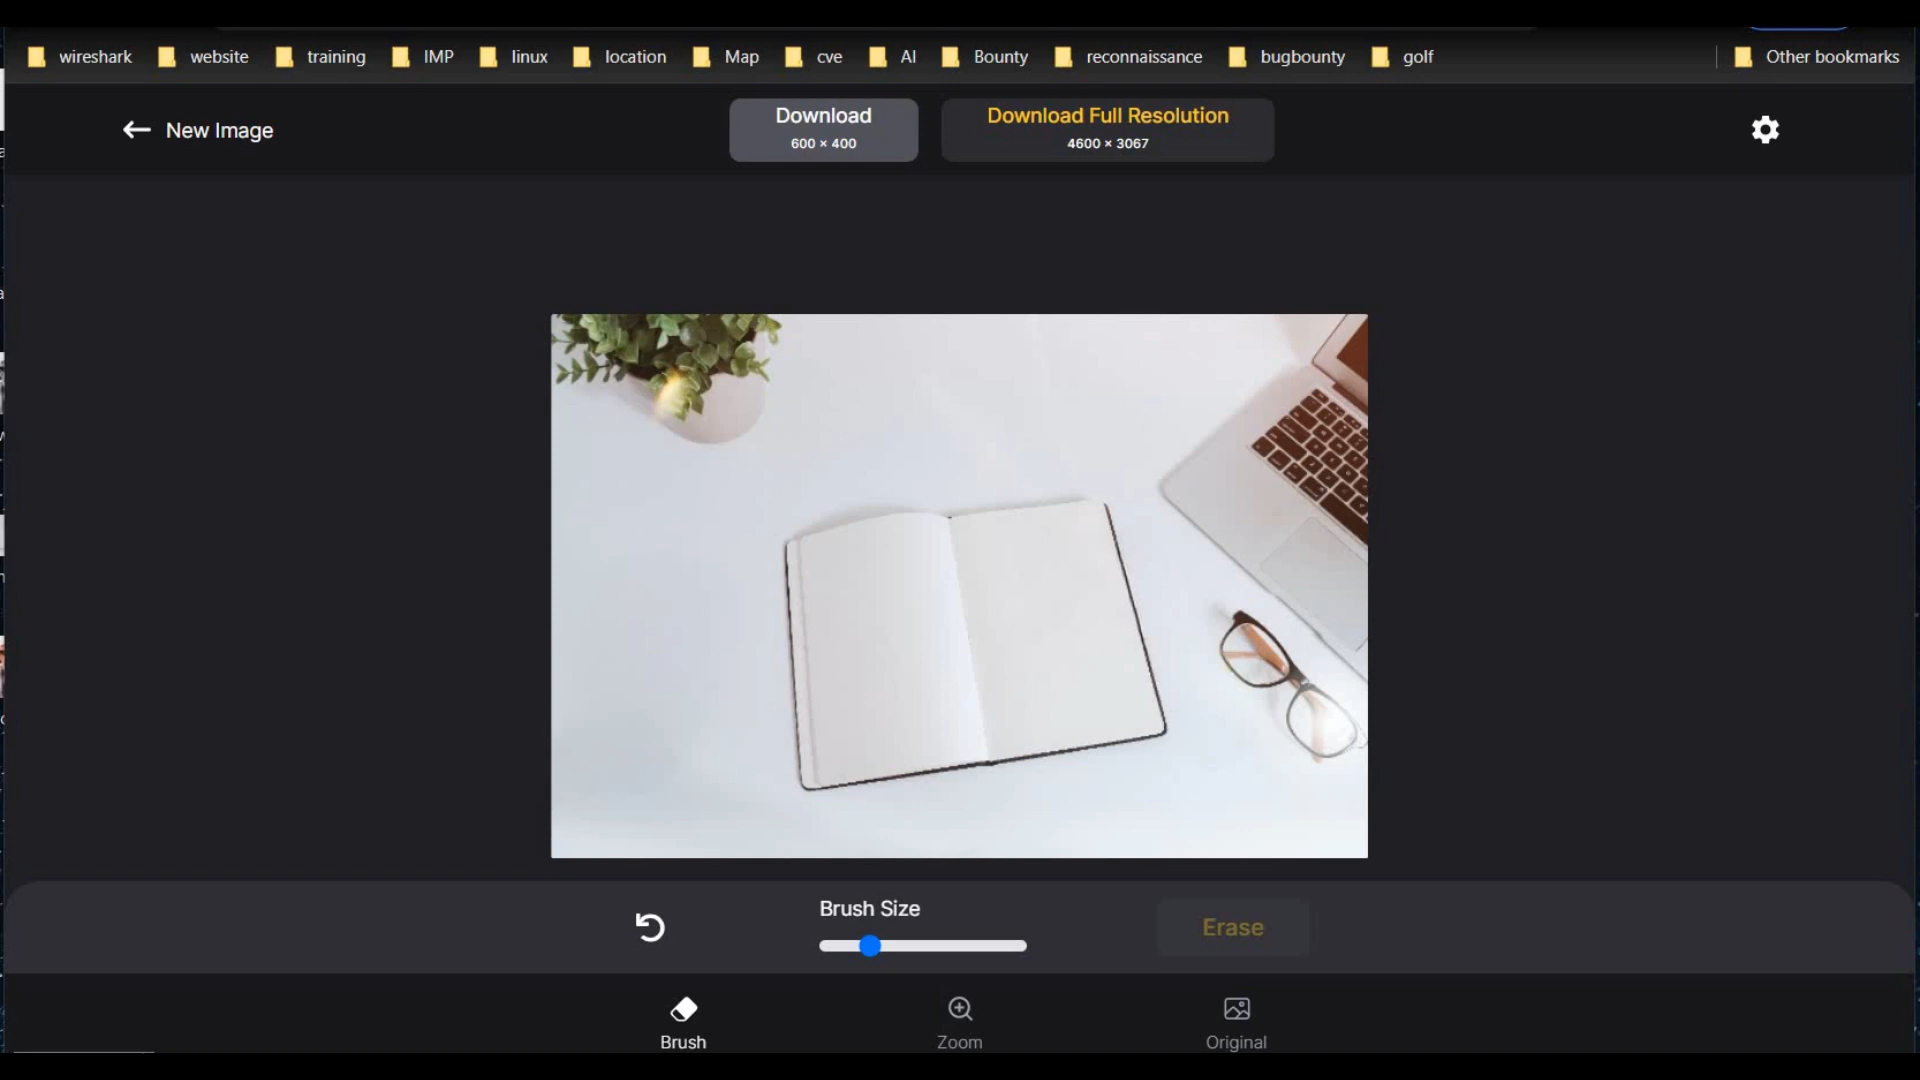 wireshark website training IMP linux location Map cve AI Bounty reconnaissance bugbounty golf Other bookmarks
New Image
Download
600 × 400
Download Full Resolution
4600 × 3067
Brush Size
Erase
Brush Zoom Original